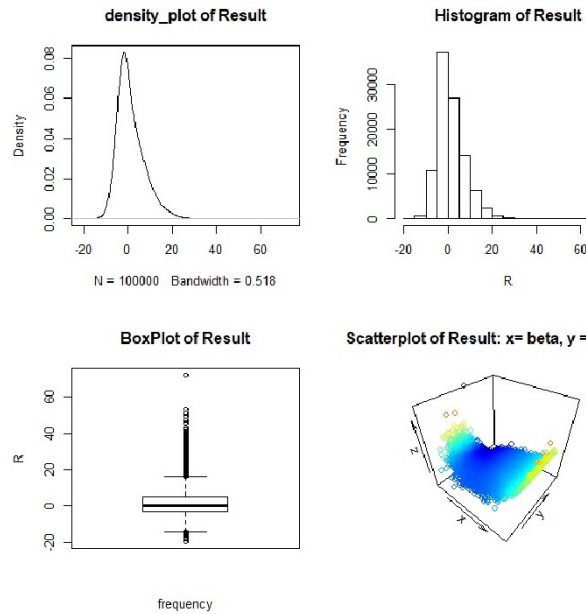 density_plot of Result
Density
0.00 0.02 0.04 0.06 0.08
-20 0 20 40 60
N = 100000 Bandwidth = 0.518
Histogram of Result
Frequency
0 10000 20000 30000
-20 0 20 40 60
R
BoxPlot of Result
R
-20 0 20 40 60
frequency
Scatterplot of Result: x= beta, y =
z
x
y